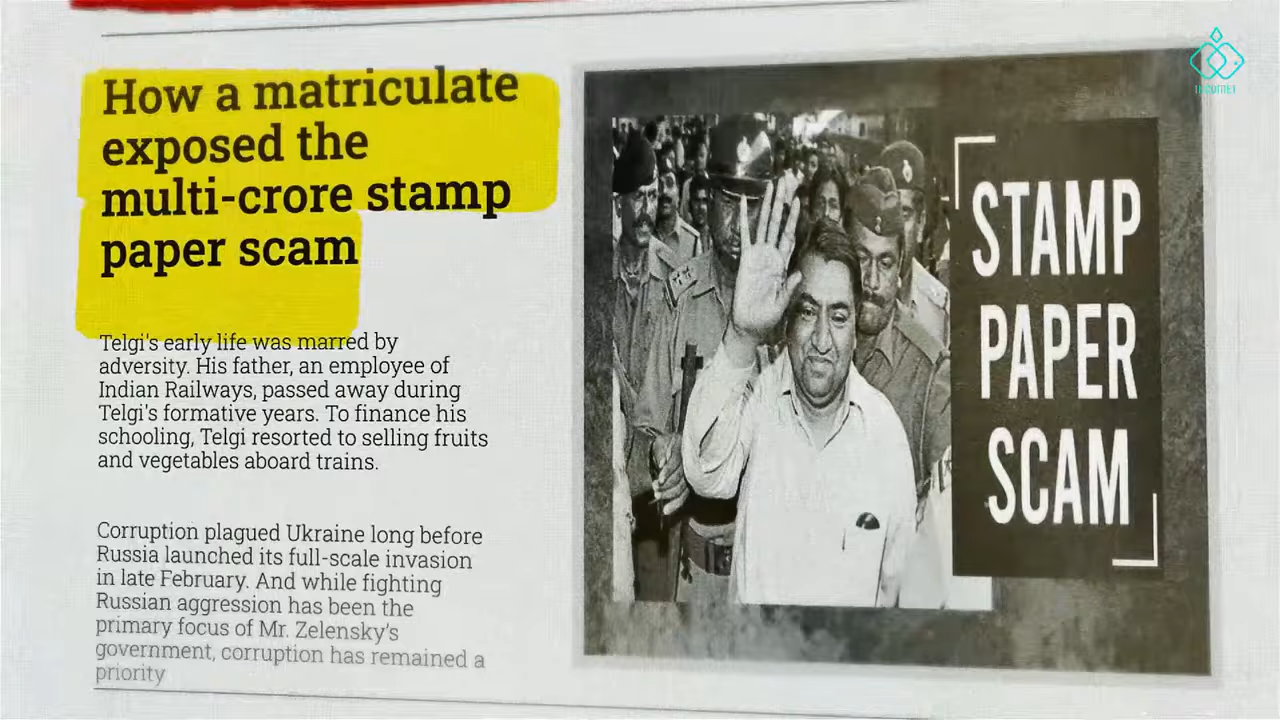 How a matriculate
exposed the
multi-crore stamp
paper scam
Telgi's early life was marred by
adversity. His father, an employee of
Indian Railways, passed away during
Telgi's formative years. To finance his
schooling, Telgi resorted to selling fruits
and vegetables aboard trains.
Corruption plagued Ukraine long before
Russia launched its full-scale invasion
in late February. And while fighting
Russian aggression has been the
primary focus of Mr. Zelensky's
government, corruption has remained a
priority
STAMP
PAPER
SCAM